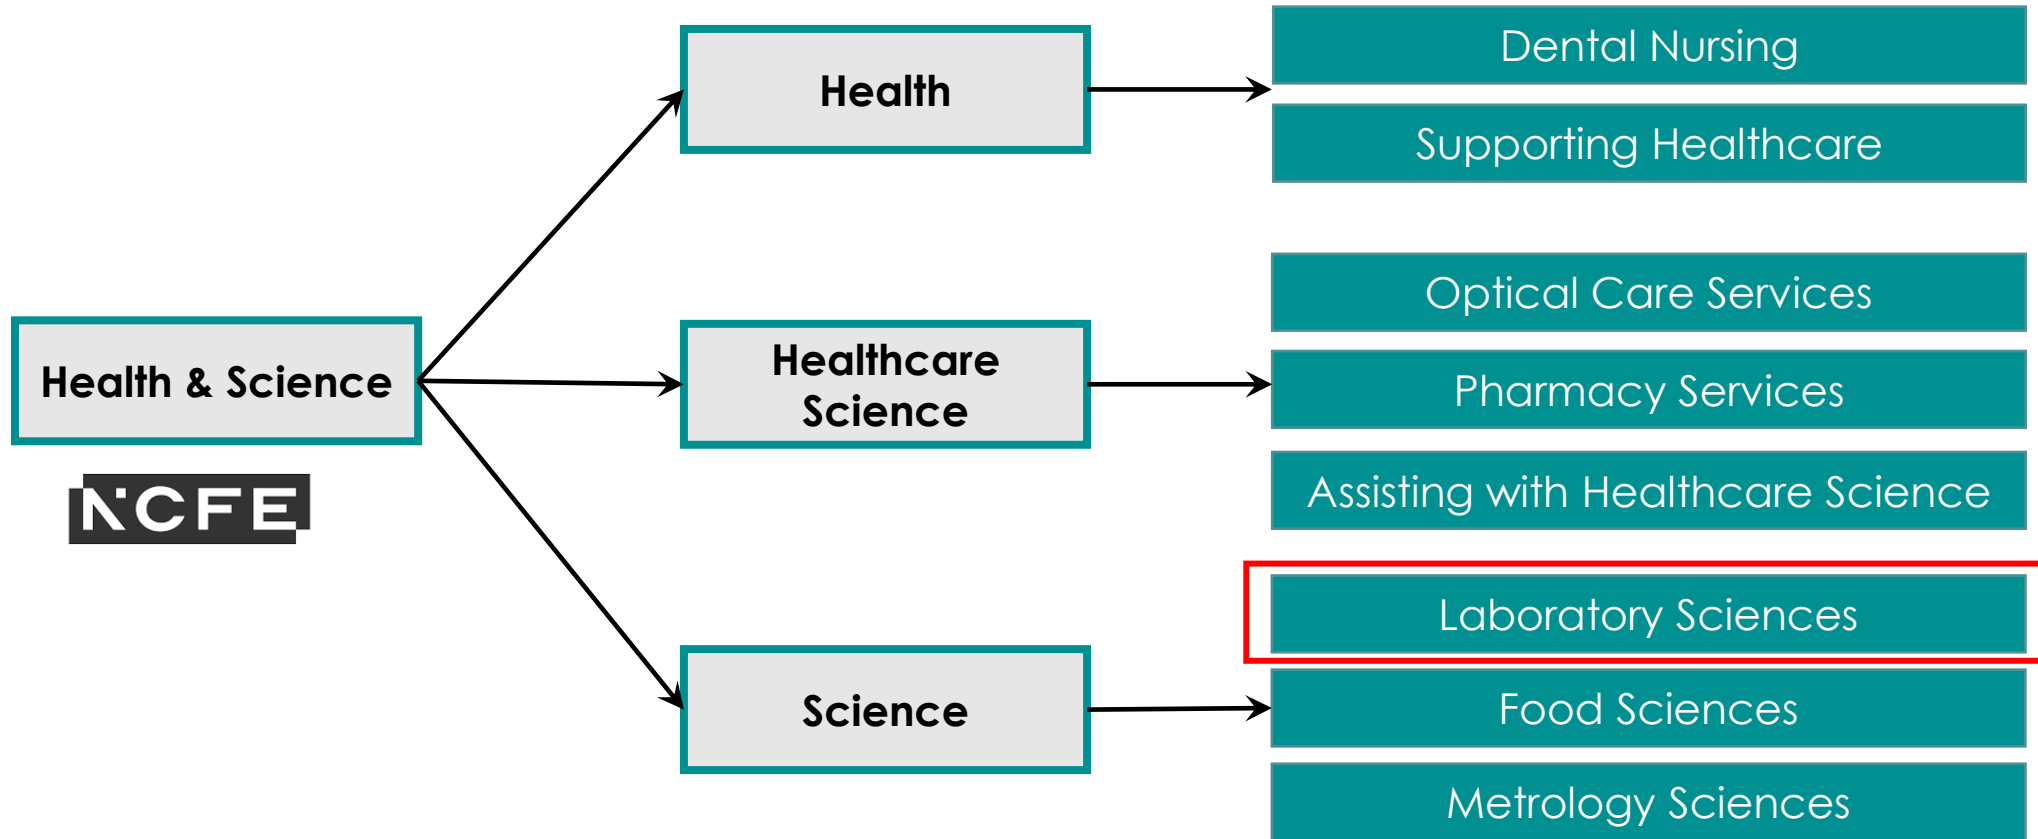 Health & Science
NCFE
Health
Healthcare
Science
Science
Dental Nursing
Supporting Healthcare
Optical Care Services
Pharmacy Services
Assisting with Healthcare Science
Laboratory Sciences
Food Sciences
Metrology Sciences